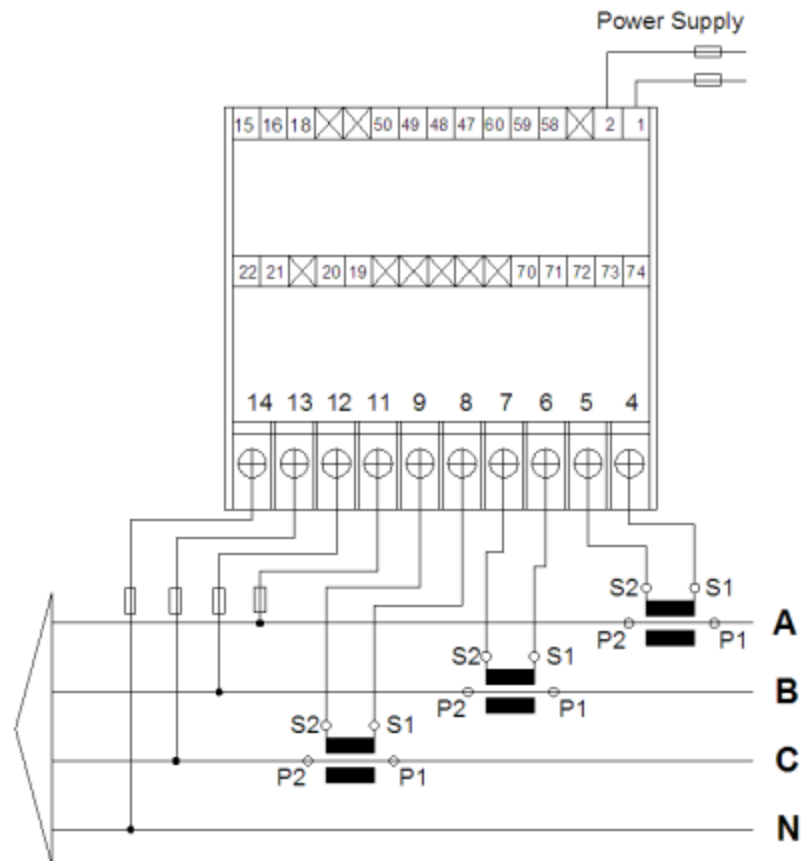 Power Supply
15 16 18 50 49 48 47 60 59 58 2 1
22 21 20 19 70 71 72 73 74
14 13 12 11 9 8 7 6 5 4
S2 S1
A
P2 P1
S2 S1
B
P2 P1
S2 S1
C
P2 P1
N